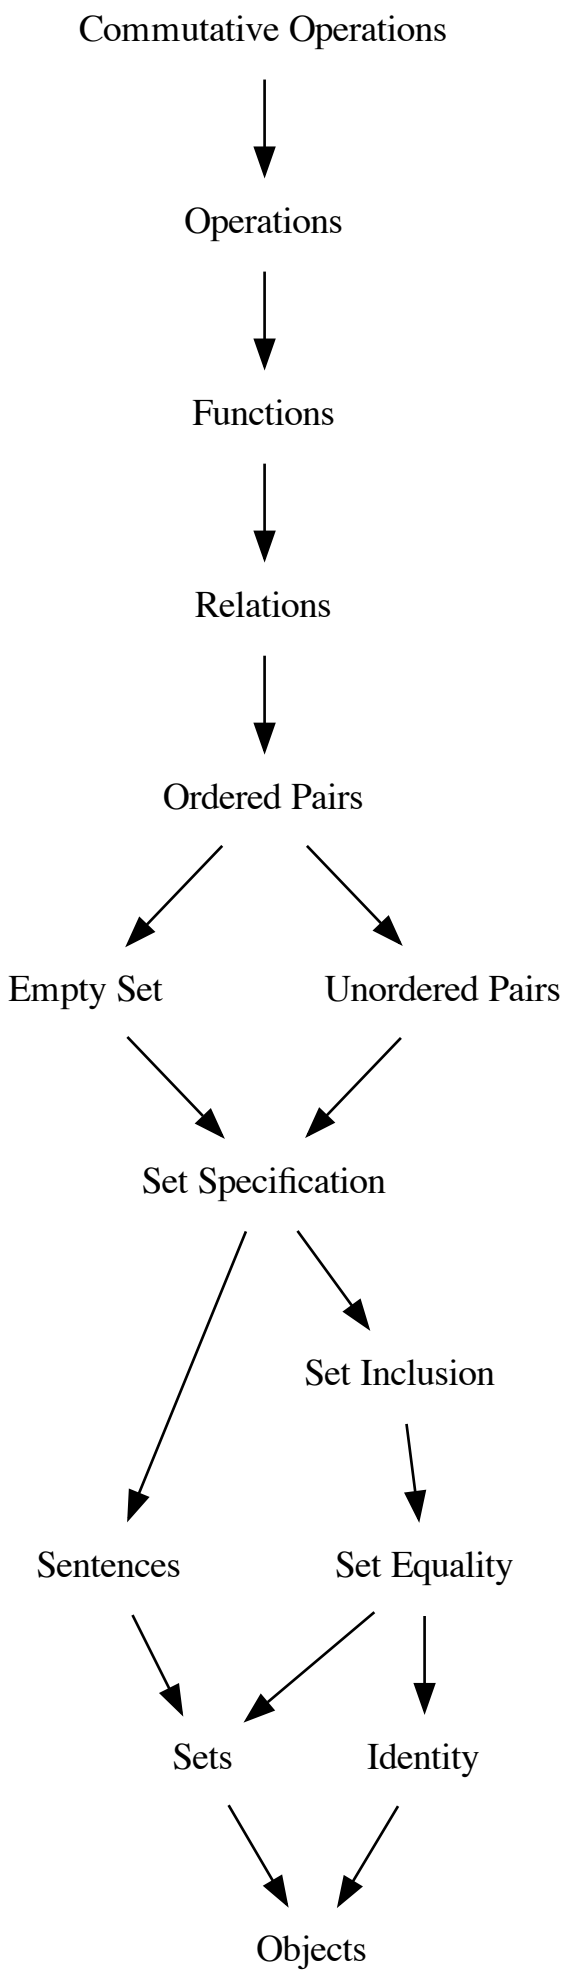 Commutative Operations
Operations
Functions
Relations
Ordered Pairs
Empty Set
Unordered Pairs
Set Specification
Set Inclusion
Sentences
Set Equality
Sets
Identity
Objects